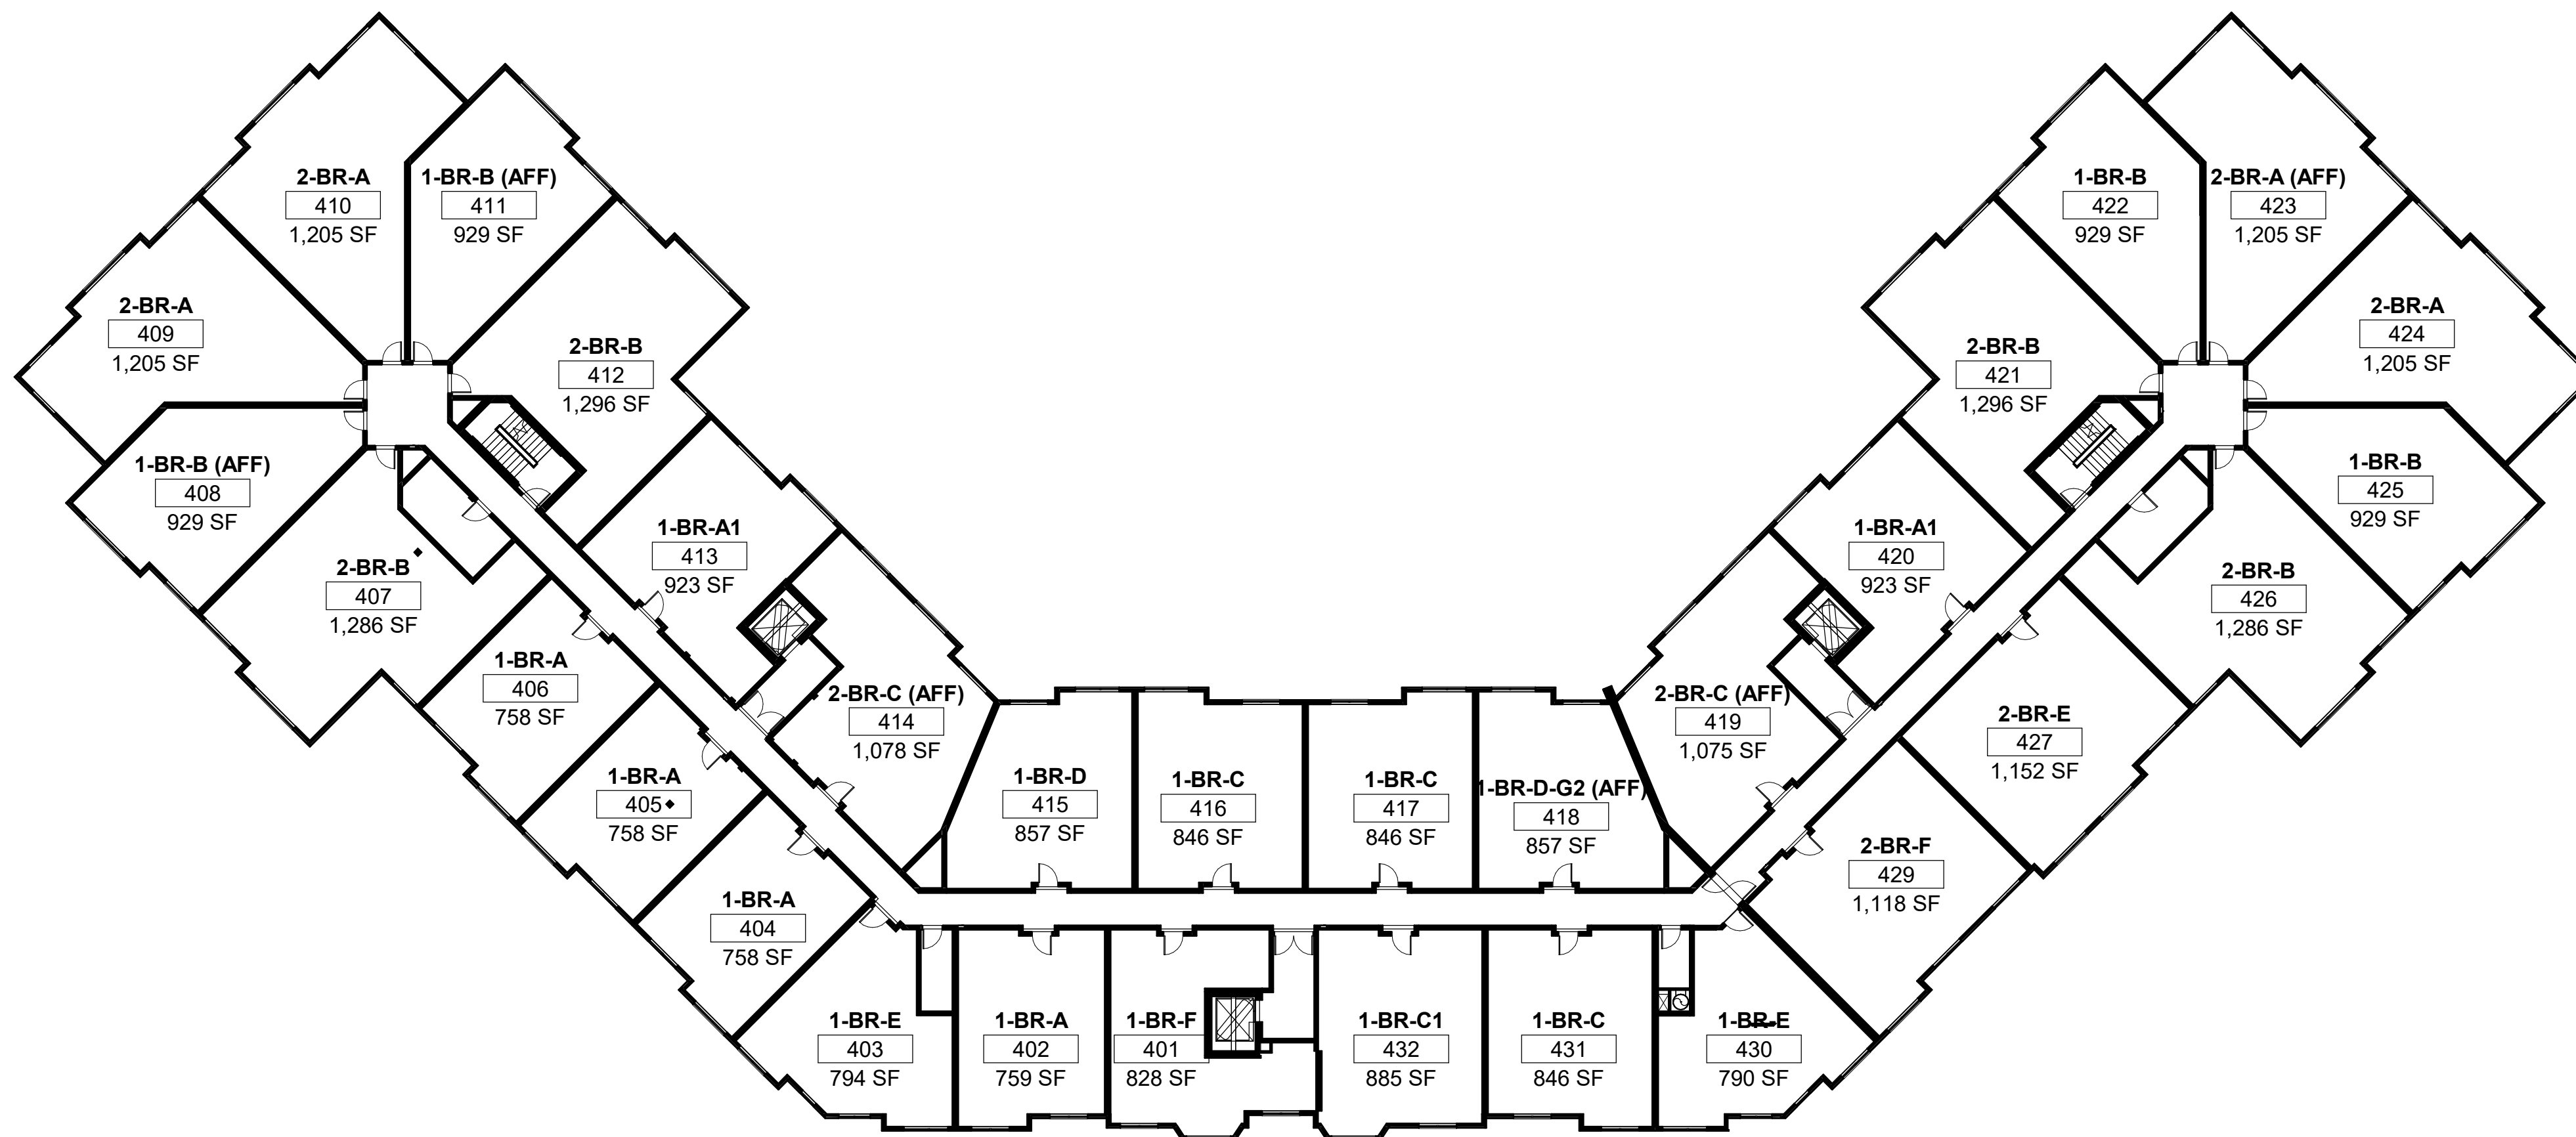 2-BR-A
410
1,205 SF
1-BR-B (AFF)
411
929 SF
1-BR-B
422
929 SF
2-BR-A (AFF)
423
1,205 SF
2-BR-A
409
1,205 SF
2-BR-B
412
1,296 SF
2-BR-B
421
1,296 SF
2-BR-A
424
1,205 SF
1-BR-B (AFF)
408
929 SF
1-BR-B
425
929 SF
1-BR-A1
413
923 SF
1-BR-A1
420
923 SF
2-BR-B
407
1,286 SF
2-BR-B
426
1,286 SF
1-BR-A
406
758 SF
2-BR-C (AFF)
414
1,078 SF
2-BR-C (AFF)
419
1,075 SF
2-BR-E
427
1,152 SF
1-BR-A
405
758 SF
1-BR-D
415
857 SF
1-BR-C
416
846 SF
1-BR-C
417
846 SF
1-BR-D-G2 (AFF)
418
857 SF
2-BR-F
429
1,118 SF
1-BR-A
404
758 SF
1-BR-E
403
794 SF
1-BR-A
402
759 SF
1-BR-F
401
828 SF
1-BR-C1
432
885 SF
1-BR-C
431
846 SF
1-BR-E
430
790 SF